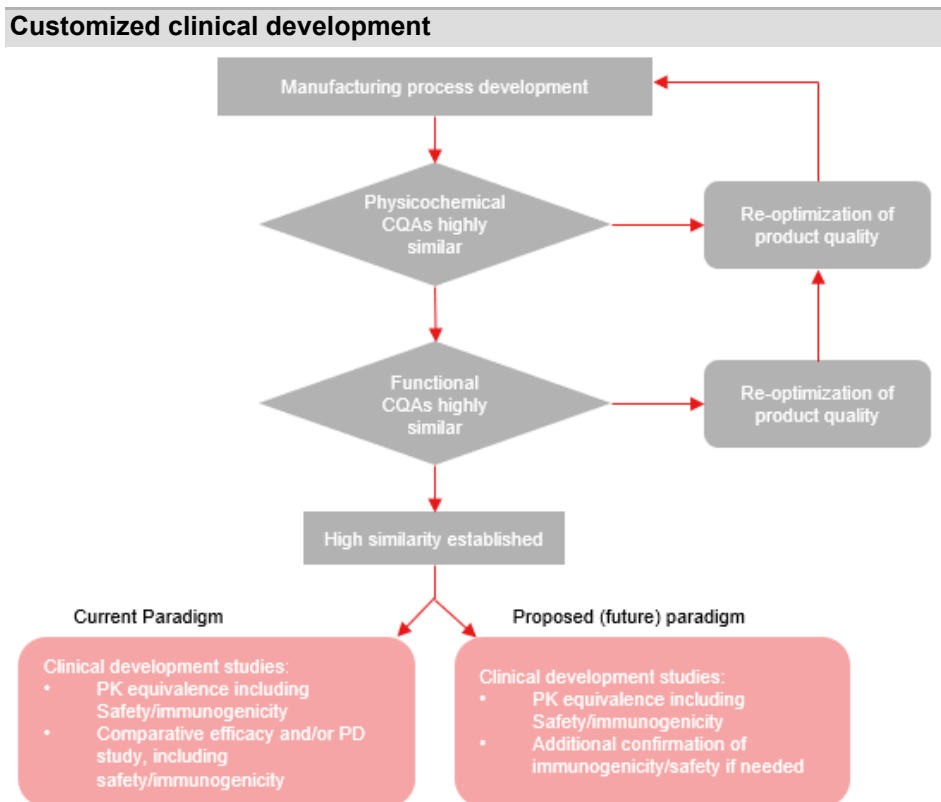 Customized clinical development
Manufacturing process development
Physicochemical
CQAs highly
similar
Re-optimization of
product quality
Functional
CQAs highly
similar
Re-optimization of
product quality
High similarity established
Current Paradigm
Proposed (future) paradigm
Clinical development studies:
• PK equivalence including
Safety/immunogenicity
• Comparative efficacy and/or PD
study, including
safety/immunogenicity
Clinical development studies:
• PK equivalence including
Safety/immunogenicity
• Additional confirmation of
immunogenicity/safety if needed